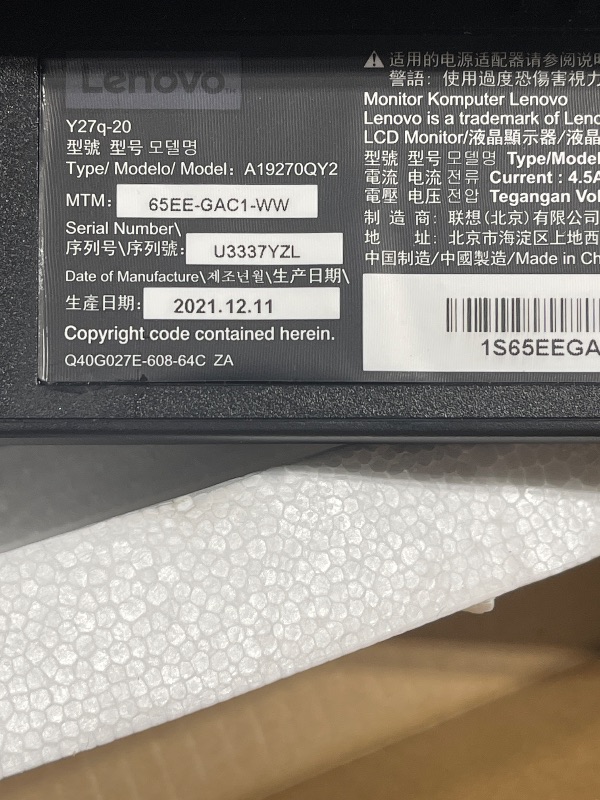 Lenovo
Y27q-20
型號 型号 모델명
Type/ Modelo/ Model: A19270QY2
MTM: 65EE-GAC1-WW
Serial Number\
序列号\序列號: U3337YZL
Date of Manufacture\제조년월\生产日期\
生産日期: 2021.12.11
Copyright code contained herein.
Q40G027E-608-64C ZA
适用的电源适配器请参阅说
警語: 使用過度恐傷害視力
Monitor Komputer Lenovo
Lenovo is a trademark of
LCD Monitor/液晶顯示器/液晶
型號 型号 모델명 Type/Model
電流 电流 전류 Current : 4.5A
電壓 电压 전압 Tegangan
制 造 商: 联想(北京)有限公司
地 址: 北京市海淀区上地西
中国制造/中國製造/Made in
1S65EEGA